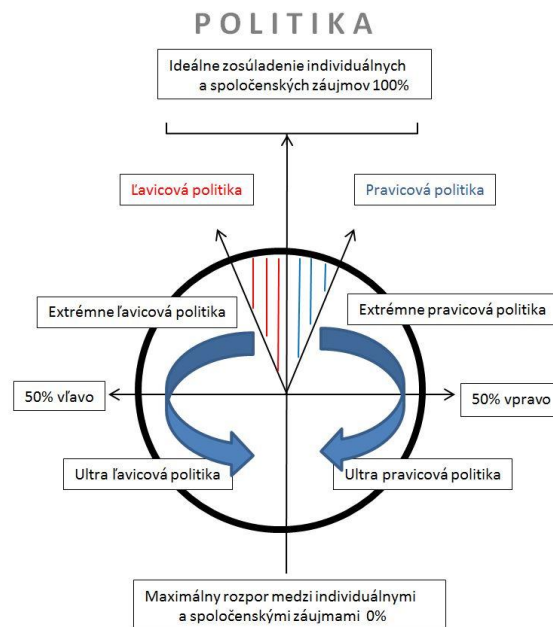 POLITIKA
Ideálne zosúladenie individuálnych
a spoločenských záujmov 100%
Ľavicová politika
Pravicová politika
Extrémne ľavicová politika
Extrémne pravicová politika
50% vľavo
50% vpravo
Ultra ľavicová politika
Ultra pravicová politika
Maximálny rozpor medzi individuálnymi
a spoločenskými záujmami 0%